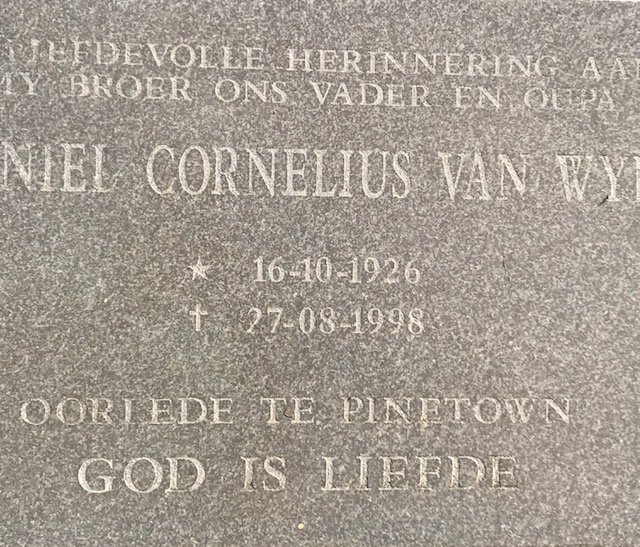 LIEFDEVOLLE HERINNERING AAN
MY BROER ONS VADER EN OUPA
NIEL CORNELIUS VAN WY
16-10-1926
27-08-1998
OORLEDE TE PINETOWN
GOD IS LIEFDE